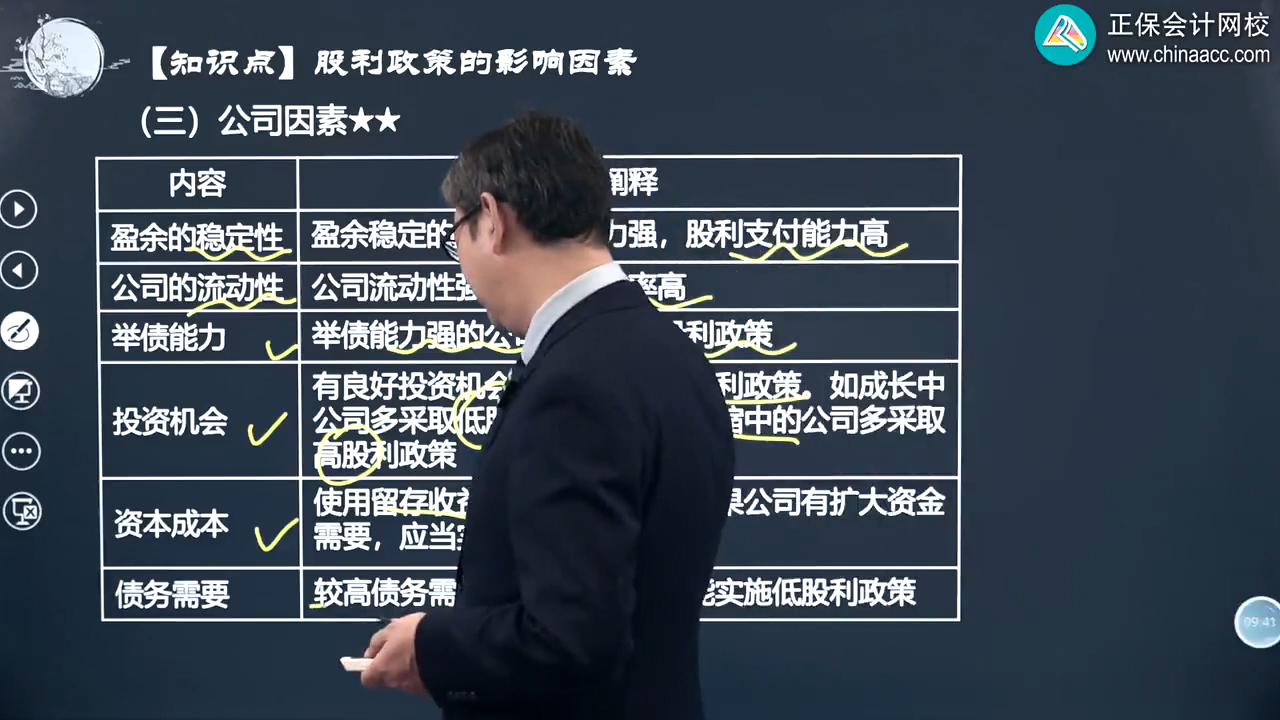 正保会计网校
www.chinaacc.com
【知识点】股利政策的影响因素
（三）公司因素★★
内容
阐释
盈余的稳定性
盈余稳定的
力强，股利支付能力高
公司的流动性
公司流动性强
率高
举债能力
举债能力强的公
利政策
投资机会
有良好投资机会
利政策。如成长中
公司多采取低股
缩中的公司多采取
高股利政策
资本成本
使用留存收益
果公司有扩大资金
需要，应当实
债务需要
较高债务需
能实施低股利政策
09:41